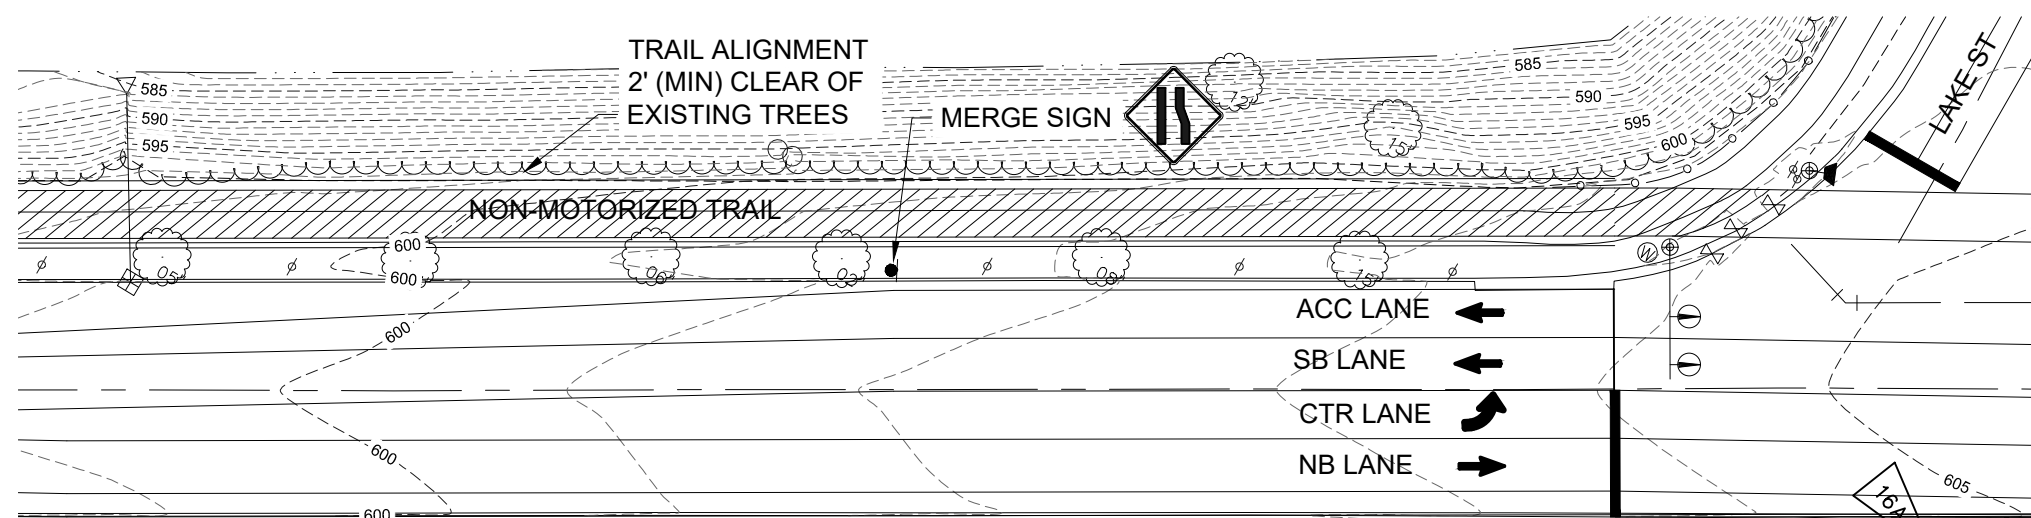 TRAIL ALIGNMENT
2' (MIN) CLEAR OF
EXISTING TREES
MERGE SIGN
LAKE ST
585
590
595
585
590
595
600
NON-MOTORIZED TRAIL
600
600
600
600
600
605
ACC LANE
SB LANE
CTR LANE
NB LANE
W
16A